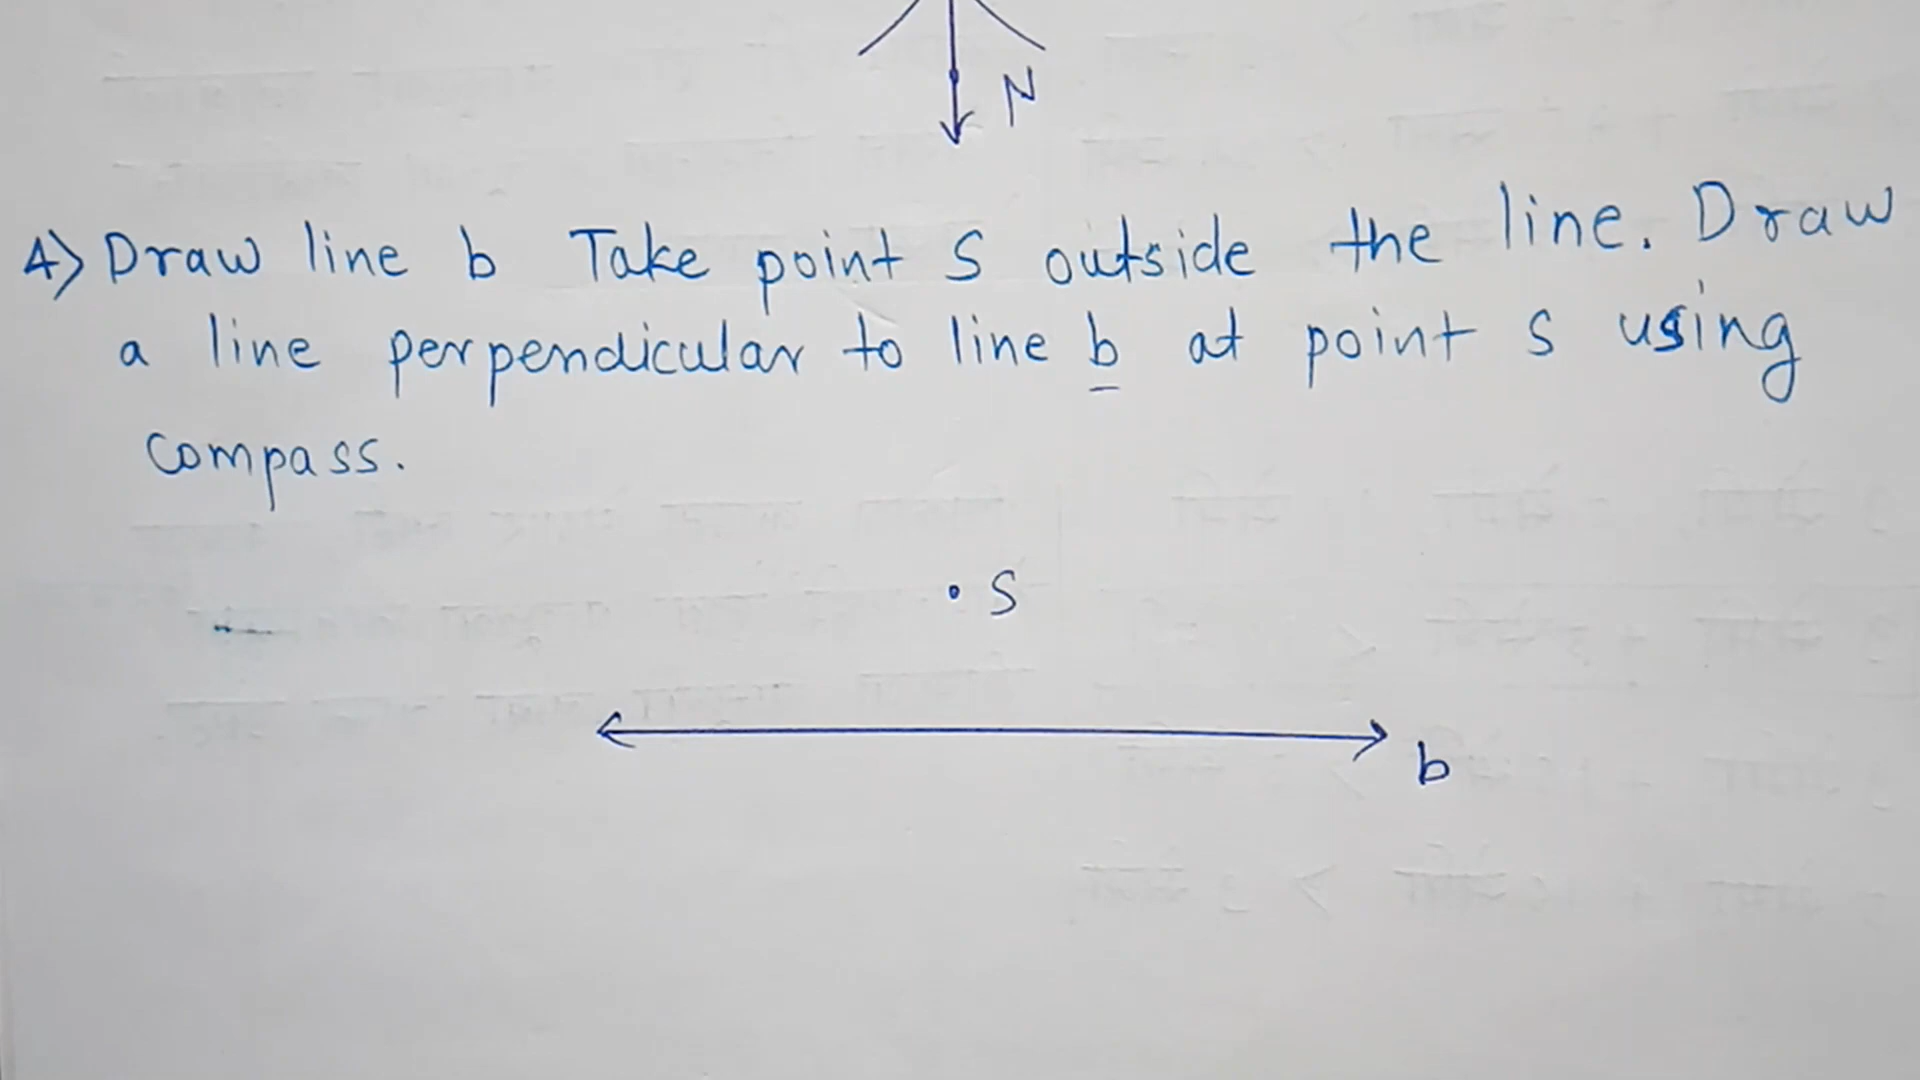 N
4) Draw line b Take point S outside the line. Draw
a line perpendicular to line b at point S using
compass.
S
b